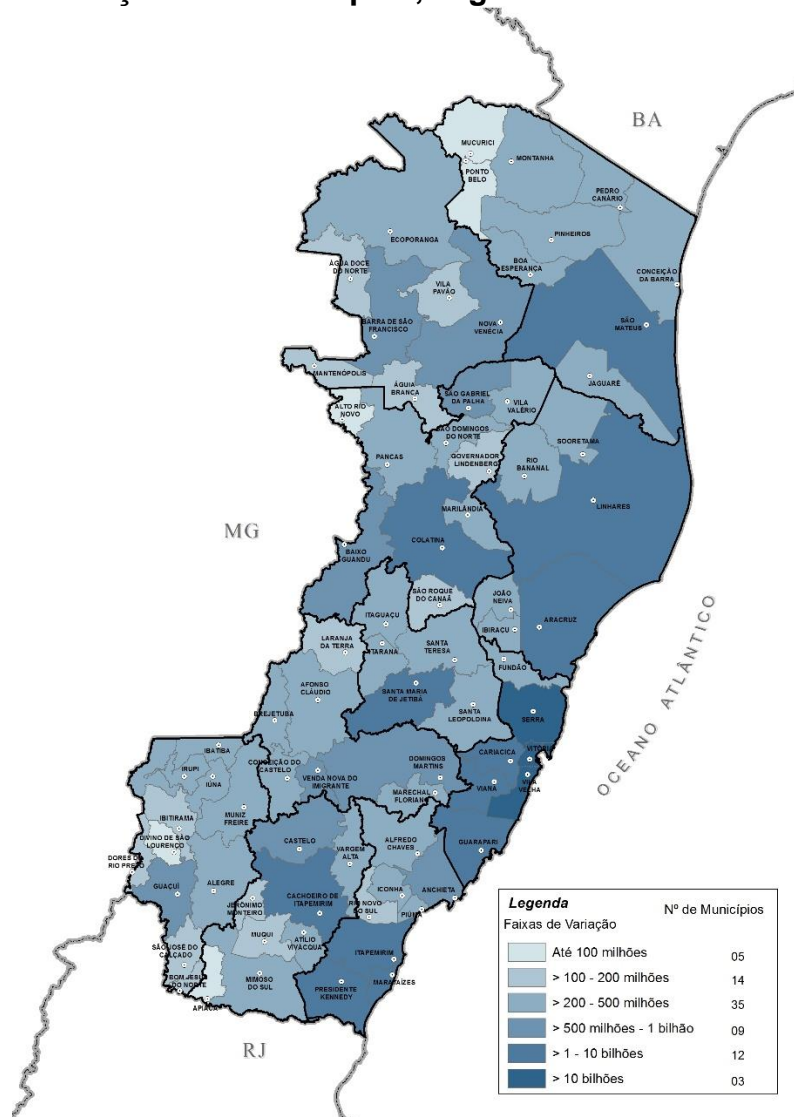 BA
MUCURICI
MONTANHA
PONTO
BELO
PEDRO
CANÁRIO
ECOPORANGA
PINHEIROS
ÁGUA DOCE
DO NORTE
BOA
ESPERANÇA
CONCEIÇÃO
DA BARRA
VILA
PAVÃO
BARRA DE SÃO
FRANCISCO
NOVA
VENÉCIA
SÃO
MATEUS
MANTENÓPOLIS
ÁGUIA
BRANCA
JAGUARÉ
SÃO GABRIEL
DA PALHA
VILA
VALÉRIO
ALTO RIO
NOVO
SÃO DOMINGOS
DO NORTE
SOORETAMA
PANCAS
GOVERNADOR
LINDENBERG
RIO
BANANAL
LINHARES
MARILÂNDIA
MG
COLATINA
BAIXO
GUANDU
SÃO ROQUE
DO CANAÃ
JOÃO
NEIVA
ITAGUAÇU
IBIRAÇU
ARACRUZ
LARANJA
DA TERRA
ITARANA
SANTA
TERESA
FUNDÃO
AFONSO
CLÁUDIO
SANTA MARIA
DE JETIBÁ
SANTA
LEOPOLDINA
SERRA
BREJETUBA
OCEANO ATLÂNTICO
IBATIBA
CONCEIÇÃO DO
CASTELO
DOMINGOS
MARTINS
CARIACICA
VITÓRIA
IRUPI
IÚNA
VENDA NOVA DO
IMIGRANTE
VIANA
VILA
VELHA
MARECHAL
FLORIANO
IBITIRAMA
MUNIZ
FREIRE
DIVINO DE SÃO
LOURENÇO
CASTELO
ALFREDO
CHAVES
GUARAPARI
DORES DO
RIO PRETO
VARGEM
ALTA
GUAÇUÍ
ALEGRE
CACHOEIRO DE
ITAPEMIRIM
ICONHA
ANCHIETA
JERÔNIMO
MONTEIRO
RIO NOVO
DO SUL
PIÚMA
MUQUI
ATÍLIO
VIVACQUA
SÃO JOSÉ DO
CALÇADO
BOM JESUS
DO NORTE
MIMOSO
DO SUL
ITAPEMIRIM
PRESIDENTE
KENNEDY
MARATAÍZES
APIACÁ
RJ
Legenda
Faixas de Variação Nº de Municípios
Até 100 milhões 05
> 100 - 200 milhões 14
> 200 - 500 milhões 35
> 500 milhões - 1 bilhão 09
> 1 - 10 bilhões 12
> 10 bilhões 03